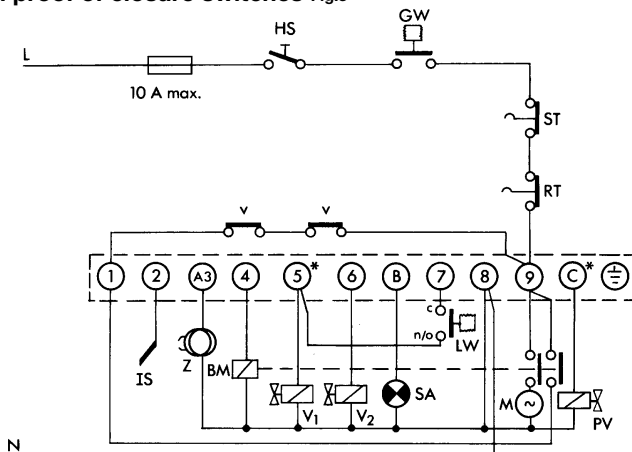 proof of closure switches Fig.
L
10 A max.
HS
GW
ST
RT
v v
1 2 A3 4 5* 6 B 7 8 9 C*
c
n/o
LW
IS
Z
BM
V1
V2
SA
M
~
PV
N